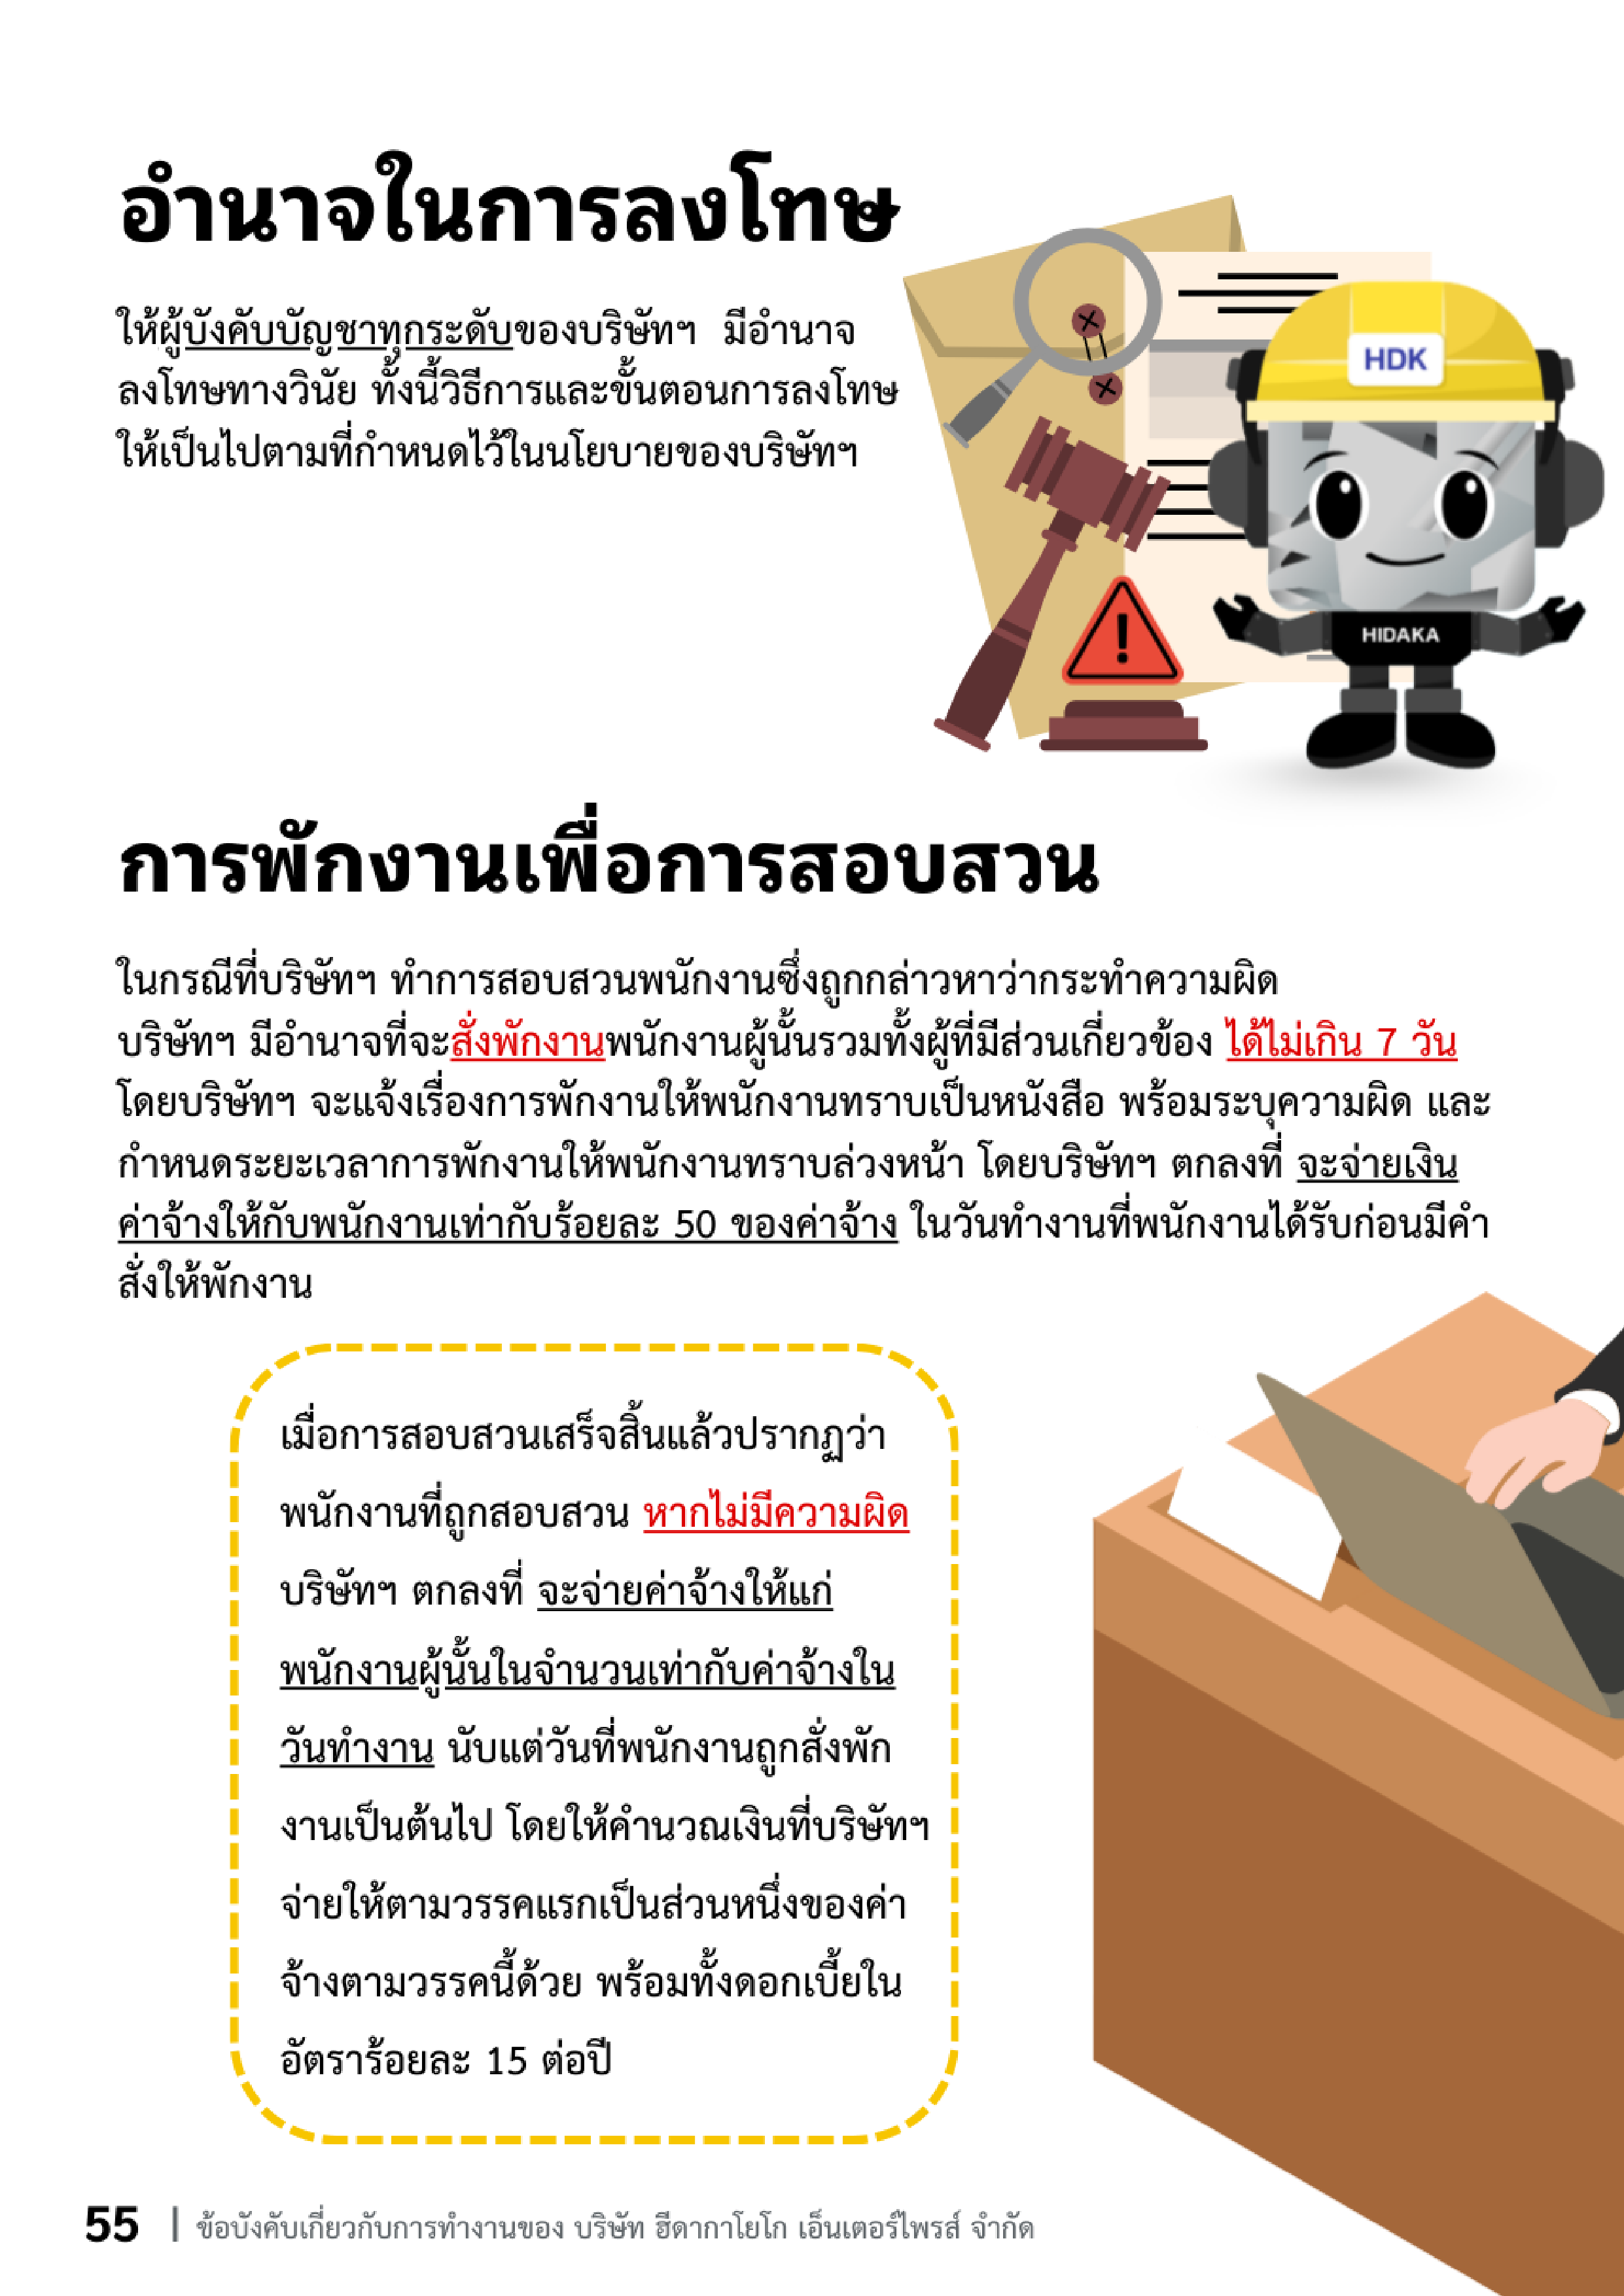 อำนาจในการลงโทษ
ให้ผู้บังคับบัญชาทุกระดับของบริษัทฯ มีอำนาจ
ลงโทษทางวินัย ทั้งนี้วิธีการและขั้นตอนการลงโทษ
ให้เป็นไปตามที่กำหนดไว้ในนโยบายของบริษัทฯ
HDK
HIDAKA
การพักงานเพื่อการสอบสวน
ในกรณีที่บริษัทฯ ทำการสอบสวนพนักงานซึ่งถูกกล่าวหาว่ากระทำความผิด
บริษัทฯ มีอำนาจที่จะสั่งพักงานพนักงานผู้นั้นรวมทั้งผู้ที่มีส่วนเกี่ยวข้อง ได้ไม่เกิน 7 วัน
โดยบริษัทฯ จะแจ้งเรื่องการพักงานให้พนักงานทราบเป็นหนังสือ พร้อมระบุความผิด และ
กำหนดระยะเวลาการพักงานให้พนักงานทราบล่วงหน้า โดยบริษัทฯ ตกลงที่ จะจ่ายเงิน
ค่าจ้างให้กับพนักงานเท่ากับร้อยละ 50 ของค่าจ้าง ในวันทำงานที่พนักงานได้รับก่อนมีคำ
สั่งให้พักงาน
เมื่อการสอบสวนเสร็จสิ้นแล้วปรากฏว่า
พนักงานที่ถูกสอบสวน หากไม่มีความผิด
บริษัทฯ ตกลงที่ จะจ่ายค่าจ้างให้แก่
พนักงานผู้นั้นในจำนวนเท่ากับค่าจ้างใน
วันทำงาน นับแต่วันที่พนักงานถูกสั่งพัก
งานเป็นต้นไป โดยให้คำนวณเงินที่บริษัทฯ
จ่ายให้ตามวรรคแรกเป็นส่วนหนึ่งของค่า
จ้างตามวรรคนี้ด้วย พร้อมทั้งดอกเบี้ยใน
อัตราร้อยละ 15 ต่อปี
55 | ข้อบังคับเกี่ยวกับการทำงานของ บริษัท ฮีดากาโยโก เอ็นเตอร์ไพรส์ จำกัด